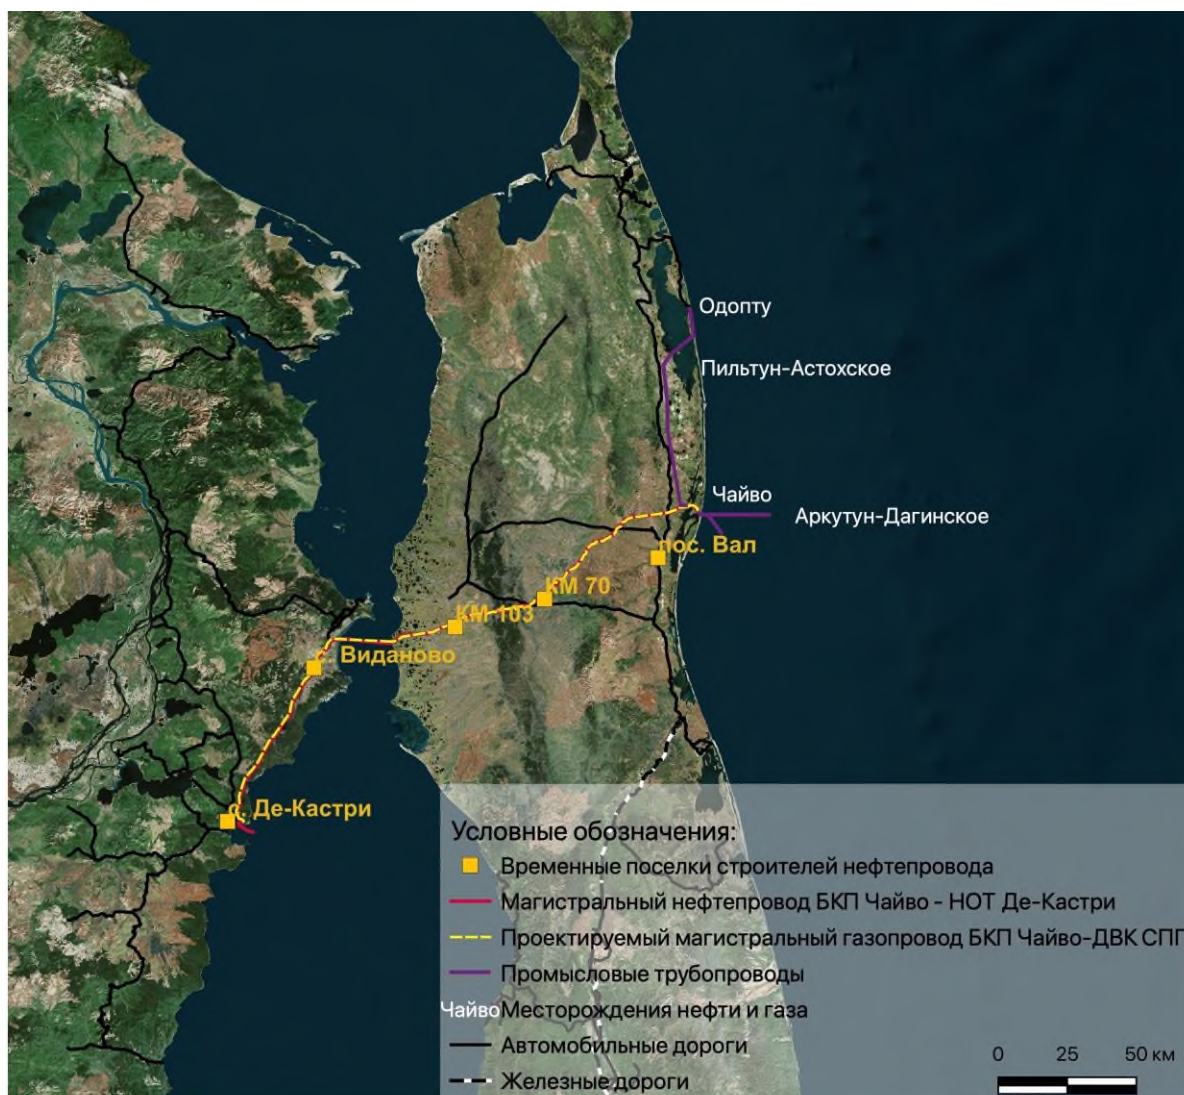 Одопту
Пильтун-Астохское
Чайво
Аркутун-Дагинское
пос. Вал
КМ 70
КМ 103
с. Виданово
с. Де-Кастри
Условные обозначения:
Временные поселки строителей нефтепровода
Магистральный нефтепровод БКП Чайво - НОТ Де-Кастри
Проектируемый магистральный газопровод БКП Чайво-ДВК СПГ
Промысловые трубопроводы
Чайво Месторождения нефти и газа
Автомобильные дороги
Железные дороги
0 25 50 км